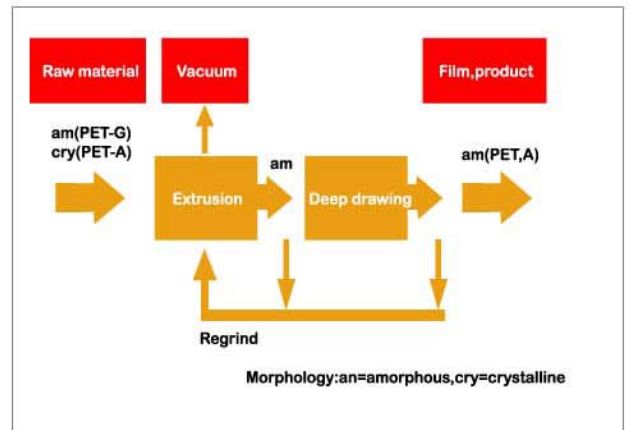 Raw material
Vacuum
Film,product
am(PET-G)
cry(PET-A)
am
am(PET,A)
Extrusion
Deep drawing
Regrind
Morphology:an=amorphous,cry=crystalline